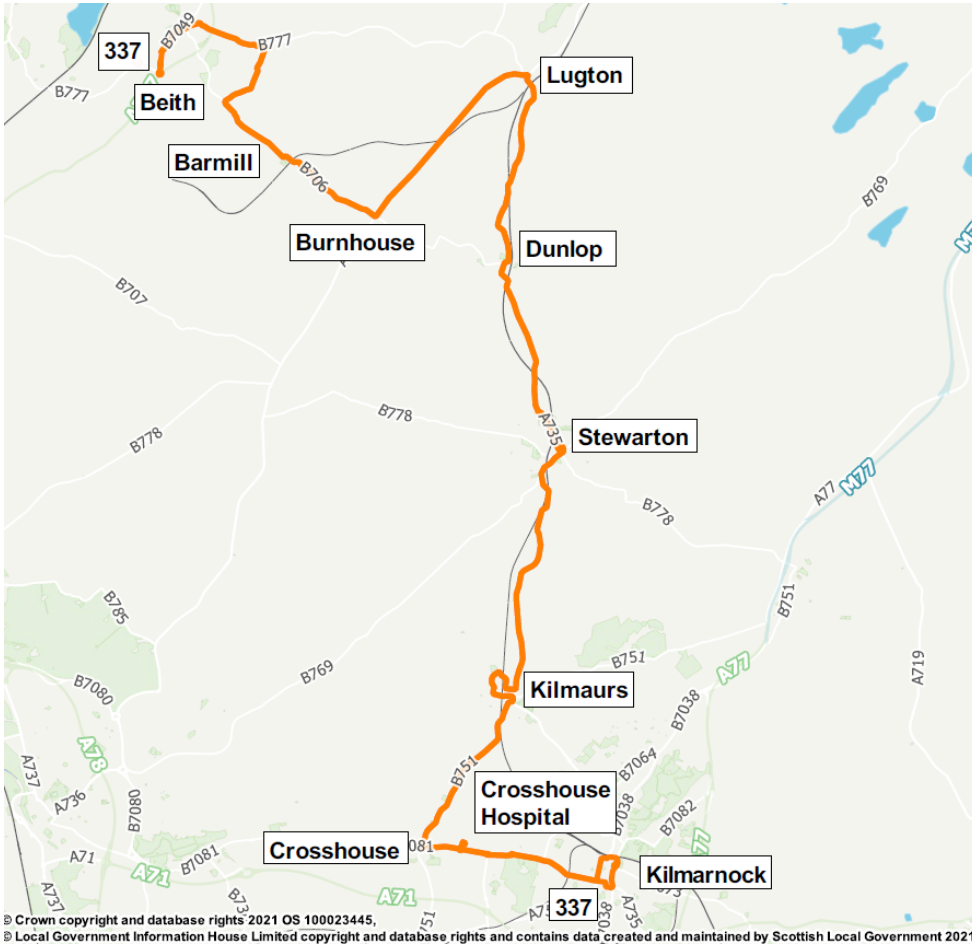 B7049
337
B777
B777
Beith
Lugton
Barmill
B706
B769
Burnhouse
Dunlop
B707
B778
B778
A735
Stewarton
A77
M77
B778
B785
B751
B769
B751
A77
A719
Kilmaurs
B7080
B7038
A78
A737
B751
B7064
A736
B7080
Crosshouse
Hospital
B7038
B7082
A77
Crosshouse
081
A71
B7081
A71
Kilmarnock
337
A735
© Crown copyright and database rights 2021 OS 100023445,
© Local Government Information House Limited copyright and database rights and contains data created and maintained by Scottish Local Government 2021